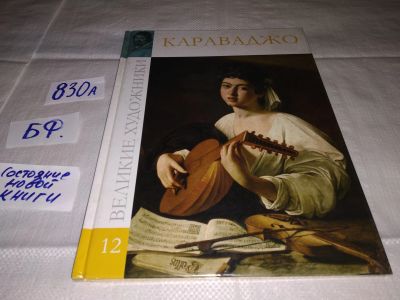 830А
БФ.
Состояние
новой
книги
КАРАВАДЖО
ВЕЛИКИЕ ХУДОЖНИКИ
12